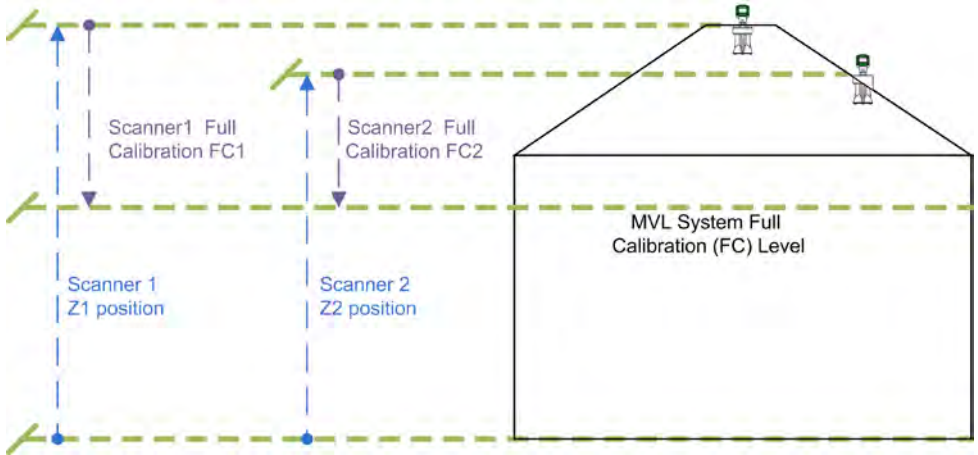 Scanner1 Full
Calibration FC1
Scanner2 Full
Calibration FC2
MVL System Full
Calibration (FC) Level
Scanner 1
Z1 position
Scanner 2
Z2 position